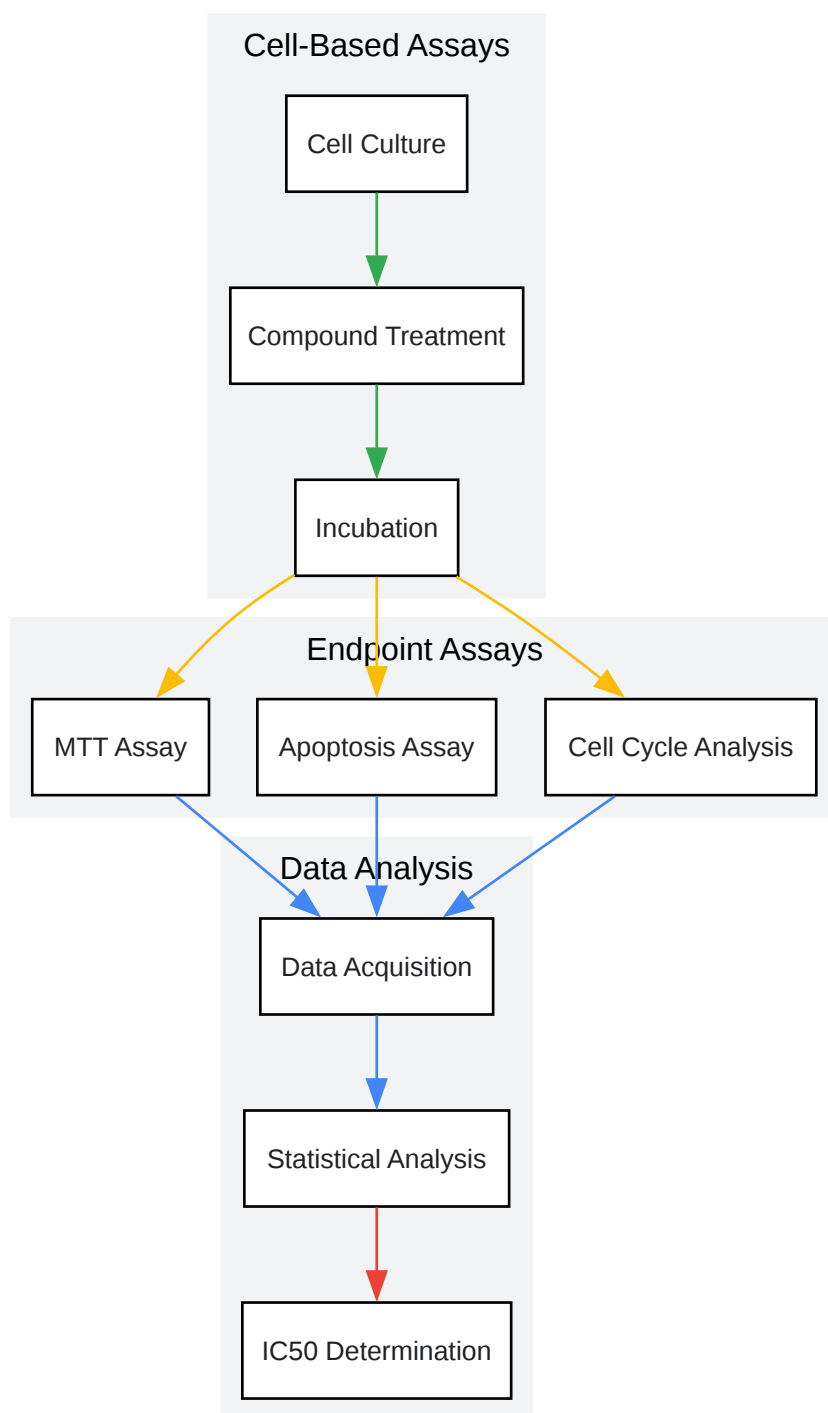 Cell-Based Assays
Cell Culture
Compound Treatment
Incubation
Endpoint Assays
MTT Assay
Apoptosis Assay
Cell Cycle Analysis
Data Analysis
Data Acquisition
Statistical Analysis
IC50 Determination